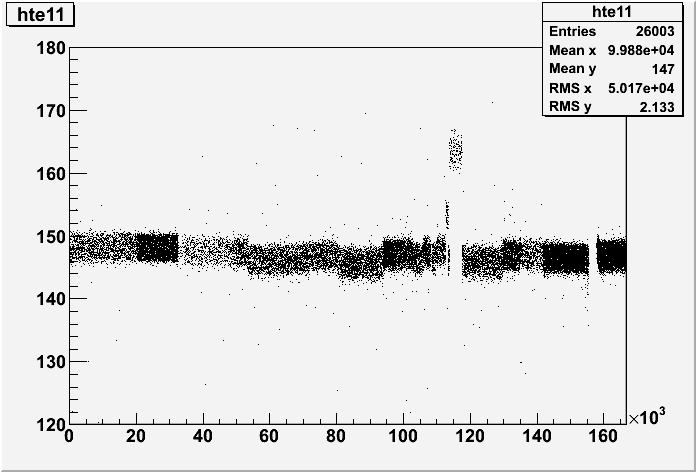 hte11
hte11
Entries 26003
Mean x 9.988e+04
Mean y 147
RMS x 5.017e+04
RMS y 2.133
180
170
160
150
140
130
120
0 20 40 60 80 100 120 140 160
×10³